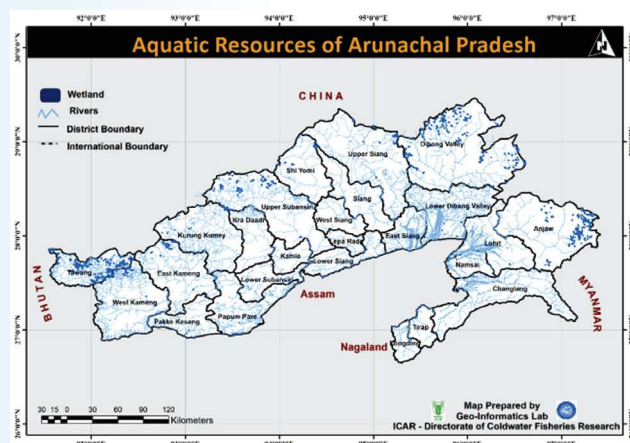 92°0'0"E 93°0'0"E 94°0'0"E 95°0'0"E 96°0'0"E 97°0'0"E
Aquatic Resources of Arunachal Pradesh
N
30°0'0"N
29°0'0"N
28°0'0"N
27°0'0"N
26°0'0"N
Wetland
Rivers
District Boundary
International Boundary
CHINA
Dibang Valley
Upper Siang
Shi Yomi
Siang
Lower Dibang Valley
Upper Subansiri
West Siang
Kra Daadi
Anjaw
Kurung Kumey
East Siang
Lepa Rada
Lohit
Kamle
Lower Siang
Namsai
Tawang
East Kameng
Lower Subansiri
Changlang
BHUTAN
West Kameng
Assam
MYANMAR
Pakke Kesang
Papum Pare
Tirap
Nagaland
Longding
30 15 0 30 60 90 120
Kilometers
Map Prepared by
Geo-Informatics Lab
ICAR - Directorate of Coldwater Fisheries Research